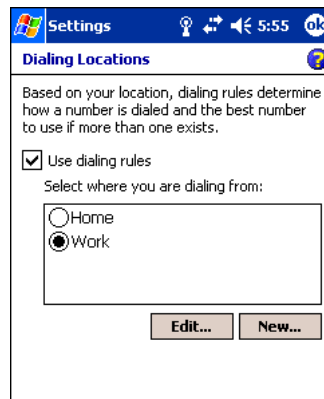 Settings 5:55 ok
Dialing Locations ?
Based on your location, dialing rules determine
how a number is dialed and the best number
to use if more than one exists.
Use dialing rules
Select where you are dialing from:
Home
Work
Edit... New...